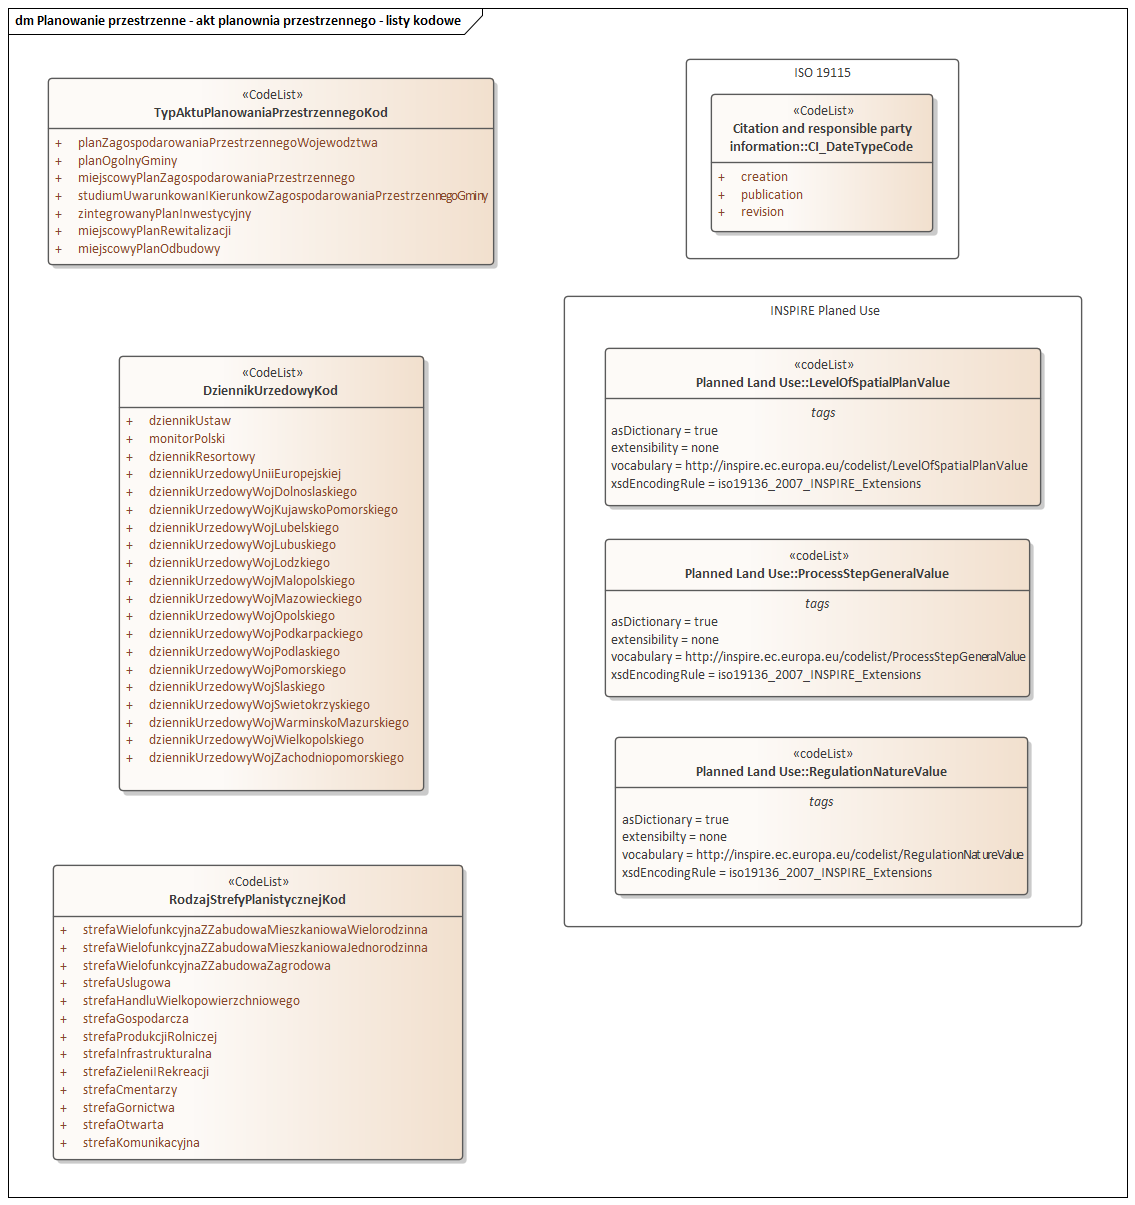 dm Planowanie przestrzenne - akt planownia przestrzennego - listy kodowe
«CodeList»
TypAktuPlanowaniaPrzestrzennegoKod
+ planZagospodarowaniaPrzestrzennegoWojewodztwa
+ planOgolnyGminy
+ miejscowyPlanZagospodarowaniaPrzestrzennego
+ studiumUwarunkowanIKierunkowZagospodarowaniaPrzestrzennegoGminy
+ zintegrowanyPlanInwestycyjny
+ miejscowyPlanRewitalizacji
+ miejscowyPlanOdbudowy
ISO 19115
«CodeList»
Citation and responsible party
information::CI_DateTypeCode
+ creation
+ publication
+ revision
«CodeList»
DziennikUrzedowyKod
+ dziennikUstaw
+ monitorPolski
+ dziennikResortowy
+ dziennikUrzedowyUniiEuropejskiej
+ dziennikUrzedowyWojDolnoslaskiego
+ dziennikUrzedowyWojKujawskoPomorskiego
+ dziennikUrzedowyWojLubelskiego
+ dziennikUrzedowyWojLubuskiego
+ dziennikUrzedowyWojLodzkiego
+ dziennikUrzedowyWojMalopolskiego
+ dziennikUrzedowyWojMazowieckiego
+ dziennikUrzedowyWojOpolskiego
+ dziennikUrzedowyWojPodkarpackiego
+ dziennikUrzedowyWojPodlaskiego
+ dziennikUrzedowyWojPomorskiego
+ dziennikUrzedowyWojSlaskiego
+ dziennikUrzedowyWojSwietokrzyskiego
+ dziennikUrzedowyWojWarminskoMazurskiego
+ dziennikUrzedowyWojWielkopolskiego
+ dziennikUrzedowyWojZachodniopomorskiego
INSPIRE Planed Use
«codeList»
Planned Land Use::LevelOfSpatialPlanValue
tags
asDictionary = true
extensibility = none
vocabulary = http://inspire.ec.europa.eu/codelist/LevelOfSpatialPlanValue
xsdEncodingRule = iso19136_2007_INSPIRE_Extensions
«codeList»
Planned Land Use::ProcessStepGeneralValue
tags
asDictionary = true
extensibility = none
vocabulary = http://inspire.ec.europa.eu/codelist/ProcessStepGeneralValue
xsdEncodingRule = iso19136_2007_INSPIRE_Extensions
«codeList»
Planned Land Use::RegulationNatureValue
tags
asDictionary = true
extensibilty = none
vocabulary = http://inspire.ec.europa.eu/codelist/RegulationNatureValue
xsdEncodingRule = iso19136_2007_INSPIRE_Extensions
«CodeList»
RodzajStrefyPlanistycznejKod
+ strefaWielofunkcyjnaZZabudowaMieszkaniowaWielorodzinna
+ strefaWielofunkcyjnaZZabudowaMieszkaniowaJednorodzinna
+ strefaWielofunkcyjnaZZabudowaZagrodowa
+ strefaUslugowa
+ strefaHandluWielkopowierzchniowego
+ strefaGospodarcza
+ strefaProdukcjiRolniczej
+ strefaInfrastrukturalna
+ strefaZieleniIRekreacji
+ strefaCmentarzy
+ strefaGornictwa
+ strefaOtwarta
+ strefaKomunikacyjna